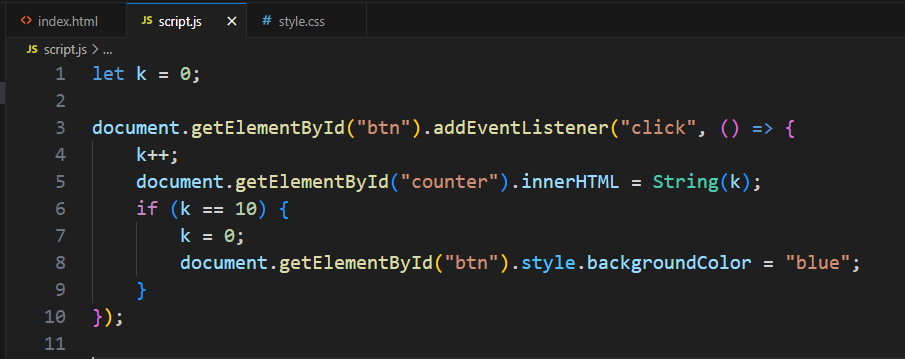 <> index.html JS script.js × # style.css
JS script.js > ...
1 let k = 0;
2
3 document.getElementById("btn").addEventListener("click", () => {
4     k++;
5     document.getElementById("counter").innerHTML = String(k);
6     if (k == 10) {
7         k = 0;
8         document.getElementById("btn").style.backgroundColor = "blue";
9     }
10 });
11